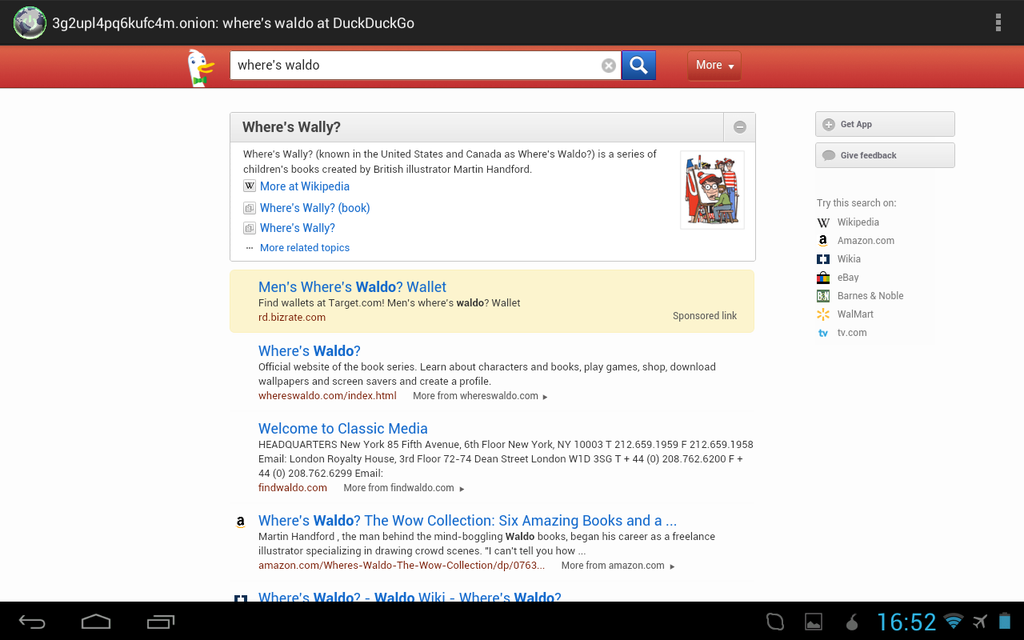 3g2upl4pq6kufc4m.onion: where's waldo at DuckDuckGo
where's waldo
More
Where's Wally?
Where's Wally? (known in the United States and Canada as Where's Waldo?) is a series of
children's books created by British illustrator Martin Handford.
W More at Wikipedia
Where's Wally? (book)
Where's Wally?
More related topics
Men's Where's Waldo? Wallet
Find wallets at Target.com! Men's where's waldo? Wallet
rd.bizrate.com
Sponsored link
Where's Waldo?
Official website of the book series. Learn about characters and books, play games, shop, download
wallpapers and screen savers and create a profile.
whereswaldo.com/index.html More from whereswaldo.com
Welcome to Classic Media
HEADQUARTERS New York 85 Fifth Avenue, 6th Floor New York, NY 10003 T 212.659.1959 F 212.659.1958
Email: London Royalty House, 3rd Floor 72-74 Dean Street London W1D 3SG T + 44 (0) 208.762.6200 F +
44 (0) 208.762.6299 Email:
findwaldo.com More from findwaldo.com
a Where's Waldo? The Wow Collection: Six Amazing Books and a ...
Martin Handford , the man behind the mind-boggling Waldo books, began his career as a freelance
illustrator specializing in drawing crowd scenes. "I can't tell you how ...
amazon.com/Wheres-Waldo-The-Wow-Collection/dp/0763... More from amazon.com
Where's Waldo? - Waldo Wiki - Where's Waldo?
Get App
Give feedback
Try this search on:
W Wikipedia
a Amazon.com
Wikia
eBay
B&N Barnes & Noble
WalMart
tv tv.com
16:52